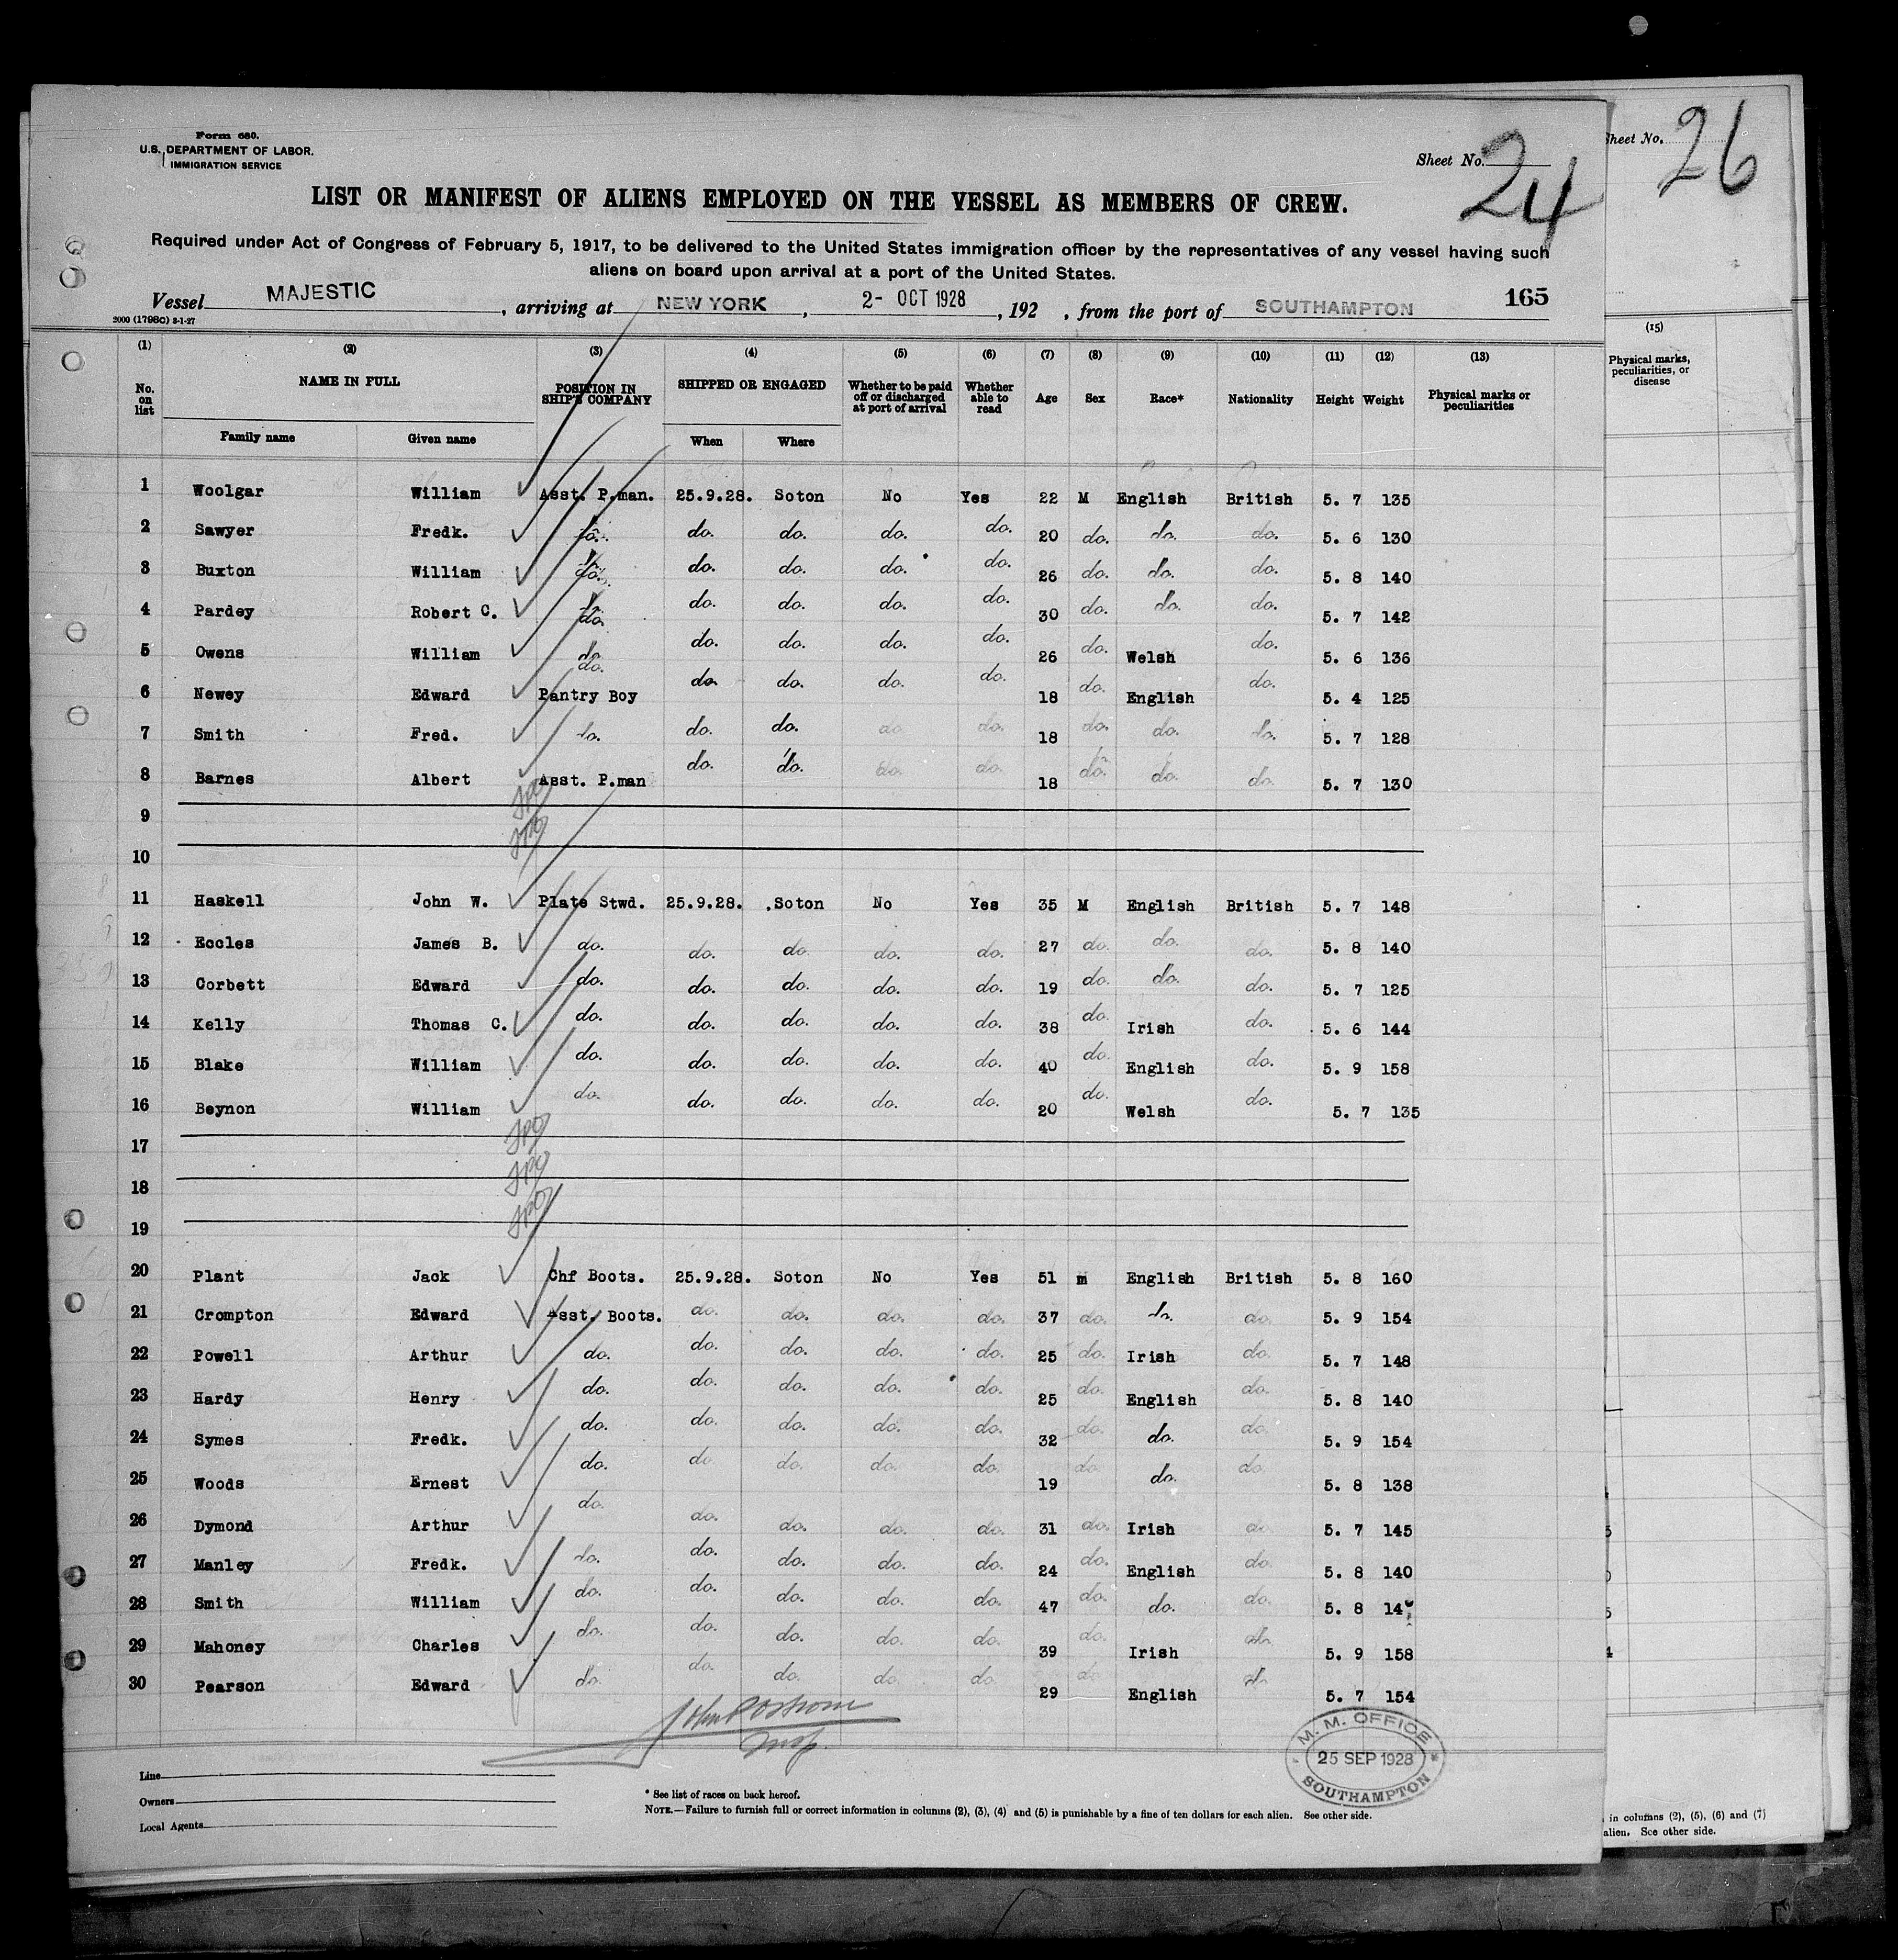 Form 680.
U.S. DEPARTMENT OF LABOR.
IMMIGRATION SERVICE
Sheet No. 24
Sheet No. 26
LIST OR MANIFEST OF ALIENS EMPLOYED ON THE VESSEL AS MEMBERS OF CREW.
Required under Act of Congress of February 5, 1917, to be delivered to the United States immigration officer by the representatives of any vessel having such
aliens on board upon arrival at a port of the United States.
Vessel MAJESTIC, arriving at NEW YORK, 2- OCT 1928, 192 , from the port of SOUTHAMPTON 165
2000 (1798c) 8-1-27
(1) (2) (3) (4) (5) (6) (7) (8) (9) (10) (11) (12) (13) (15)
No. on list NAME IN FULL POSITION IN SHIP'S COMPANY SHIPPED OR ENGAGED Whether to be paid off or discharged at port of arrival Whether able to read Age Sex Race* Nationality Height Weight Physical marks or peculiarities Physical marks, peculiarities, or disease
Family name Given name When Where
1 Woolgar William Asst. P.man. 25.9.28. Soton No Yes 22 M English British 5. 7 135
2 Sawyer Fredk. do. do. do. do. do. 20 do. do. do. 5. 6 130
3 Buxton William do. do. do. do. do. 26 do. do. do. 5. 8 140
4 Pardey Robert C. do. do. do. do. do. 30 do. do. do. 5. 7 142
5 Owens William do. do. do. do. do. 26 do. Welsh do. 5. 6 136
6 Newey Edward Pantry Boy do. do. do. do. 18 do. English do. 5. 4 125
7 Smith Fred. do. do. do. do. do. 18 do. do. do. 5. 7 128
8 Barnes Albert Asst. P.man do. do. do. do. 18 do. do. do. 5. 7 130
9
10
11 Haskell John W. Plate Stwd. 25.9.28. Soton No Yes 35 M English British 5. 7 148
12 Eccles James B. do. do. do. do. do. 27 do. do. do. 5. 8 140
13 Corbett Edward do. do. do. do. do. 19 do. do. do. 5. 7 125
14 Kelly Thomas C. do. do. do. do. do. 38 do. Irish do. 5. 6 144
15 Blake William do. do. do. do. do. 40 do. English do. 5. 9 158
16 Beynon William do. do. do. do. do. 20 do. Welsh do. 5. 7 135
17
18
19
20 Plant Jack Chf Boots. 25.9.28. Soton No Yes 51 m English British 5. 8 160
21 Crompton Edward Asst. Boots. do. do. do. do. 37 do. do. do. 5. 9 154
22 Powell Arthur do. do. do. do. do. 25 do. Irish do. 5. 7 148
23 Hardy Henry do. do. do. do. do. 25 do. English do. 5. 8 140
24 Symes Fredk. do. do. do. do. do. 32 do. do. do. 5. 9 154
25 Woods Ernest do. do. do. do. do. 19 do. do. do. 5. 8 138
26 Dymond Arthur do. do. do. do. do. 31 do. Irish do. 5. 7 145
27 Manley Fredk. do. do. do. do. do. 24 do. English do. 5. 8 140
28 Smith William do. do. do. do. do. 47 do. do. do. 5. 8
29 Mahoney Charles do. do. do. do. do. 39 do. Irish do. 5. 9 158
30 Pearson Edward do. do. do. do. do. 29 do. English do. 5. 7 154
Insp.
M. M. OFFICE
25 SEP 1928
SOUTHAMPTON
Line
Owners
Local Agents
* See list of races on back hereof.
NOTE.—Failure to furnish full or correct information in columns (2), (3), (4) and (5) is punishable by a fine of ten dollars for each alien. See other side.
in columns (2), (5), (6) and (7)
alien. See other side.